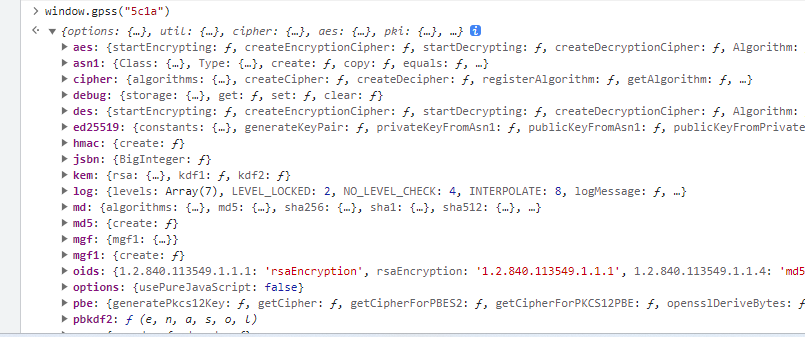 > window.gpss("5c1a")
<· ▼ {options: {…}, util: {…}, cipher: {…}, aes: {…}, pki: {…}, …} i
▶ aes: {startEncrypting: ƒ, createEncryptionCipher: ƒ, startDecrypting: ƒ, createDecryptionCipher: ƒ, Algorithm:
▶ asn1: {Class: {…}, Type: {…}, create: ƒ, copy: ƒ, equals: ƒ, …}
▶ cipher: {algorithms: {…}, createCipher: ƒ, createDecipher: ƒ, registerAlgorithm: ƒ, getAlgorithm: ƒ, …}
▶ debug: {storage: {…}, get: ƒ, set: ƒ, clear: ƒ}
▶ des: {startEncrypting: ƒ, createEncryptionCipher: ƒ, startDecrypting: ƒ, createDecryptionCipher: ƒ, Algorithm:
▶ ed25519: {constants: {…}, generateKeyPair: ƒ, privateKeyFromAsn1: ƒ, publicKeyFromAsn1: ƒ, publicKeyFromPrivate
▶ hmac: {create: ƒ}
▶ jsbn: {BigInteger: ƒ}
▶ kem: {rsa: {…}, kdf1: ƒ, kdf2: ƒ}
▶ log: {levels: Array(7), LEVEL_LOCKED: 2, NO_LEVEL_CHECK: 4, INTERPOLATE: 8, logMessage: ƒ, …}
▶ md: {algorithms: {…}, md5: {…}, sha256: {…}, sha1: {…}, sha512: {…}, …}
▶ md5: {create: ƒ}
▶ mgf: {mgf1: {…}}
▶ mgf1: {create: ƒ}
▶ oids: {1.2.840.113549.1.1.1: 'rsaEncryption', rsaEncryption: '1.2.840.113549.1.1.1', 1.2.840.113549.1.1.4: 'md5
▶ options: {usePureJavaScript: false}
▶ pbe: {generatePkcs12Key: ƒ, getCipher: ƒ, getCipherForPBES2: ƒ, getCipherForPKCS12PBE: ƒ, opensslDeriveBytes: ƒ
▶ pbkdf2: ƒ (e, n, a, s, o, l)